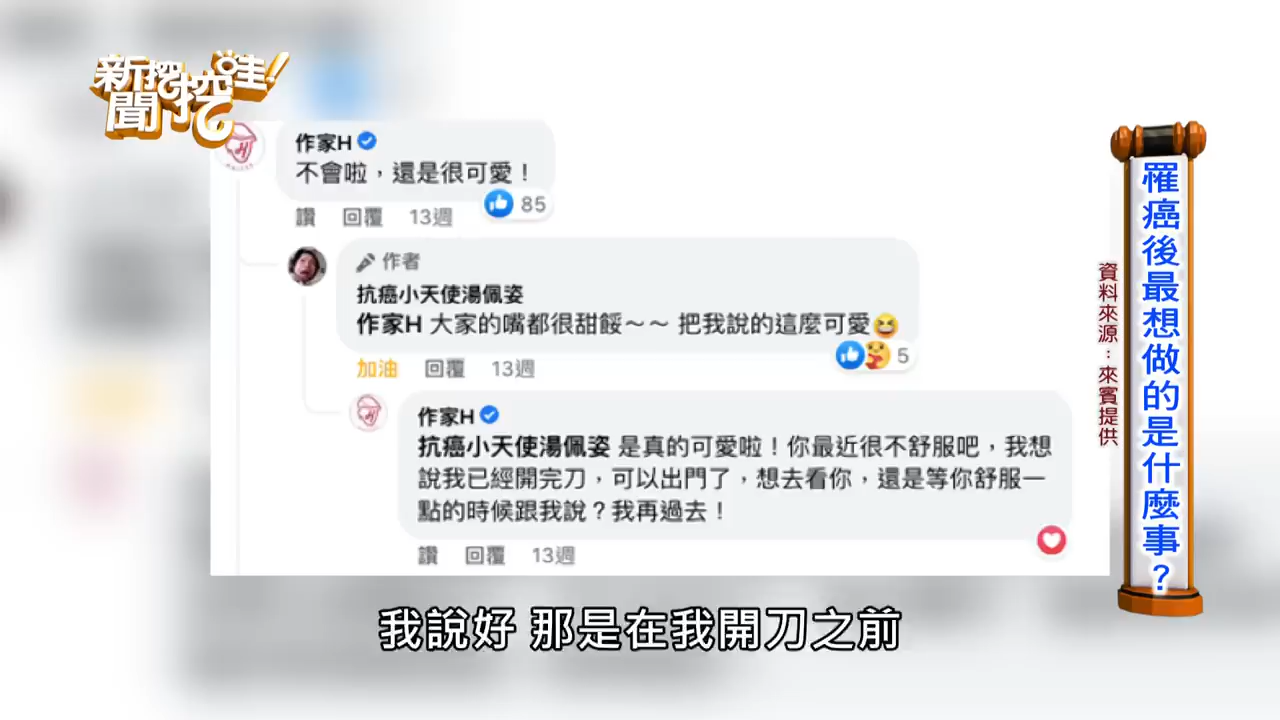 新聞挖挖哇!
作家H
不會啦，還是很可愛！
讚 回覆 13週
85
作者
抗癌小天使湯佩姿
作家H 大家的嘴都很甜餒～～ 把我說的這麼可愛😆
加油 回覆 13週
5
作家H
抗癌小天使湯佩姿 是真的可愛啦！你最近很不舒服吧，我想
說我已經開完刀，可以出門了，想去看你，還是等你舒服一
點的時候跟我說？我再過去！
讚 回覆 13週
罹癌後最想做的是什麼事？
資料來源：來賓提供
我說好 那是在我開刀之前